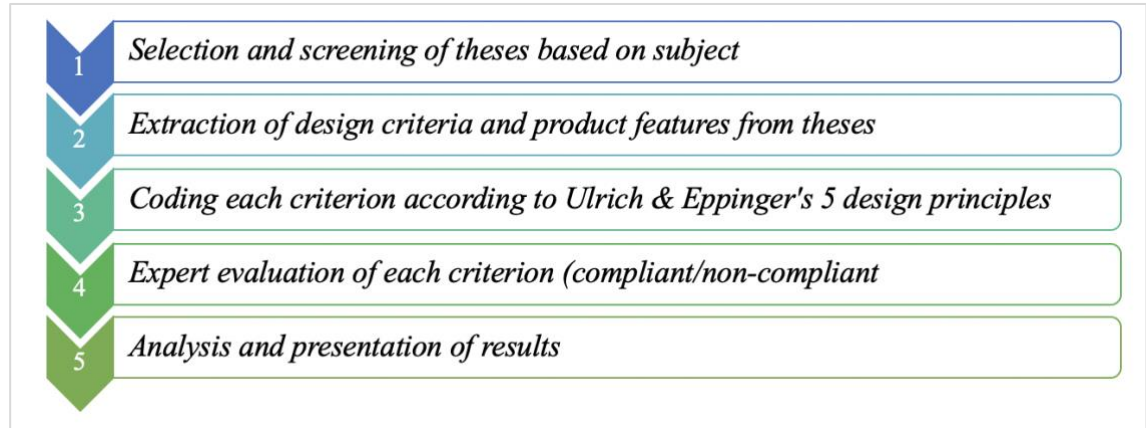 1 Selection and screening of theses based on subject
2 Extraction of design criteria and product features from theses
3 Coding each criterion according to Ulrich & Eppinger's 5 design principles
4 Expert evaluation of each criterion (compliant/non-compliant
5 Analysis and presentation of results